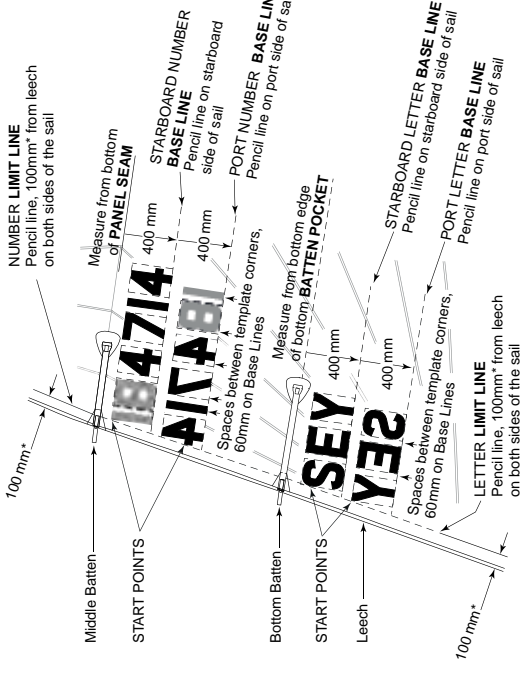 NUMBER LIMIT LINE
Pencil line, 100mm* from leech
on both sides of the sail
100 mm*
Measure from bottom
of PANEL SEAM
STARBOARD NUMBER
BASE LINE
Pencil line on starboard
side of sail
PORT NUMBER BASE
Pencil line on port side of
400 mm
400 mm
Middle Batten
8 4714
START POINTS
Spaces between template corners,
60mm on Base Lines
Measure from bottom edge
of bottom BATTEN POCKET
STARBOARD LETTER BASE LINE
Pencil line on starboard side of sail
PORT LETTER BASE LINE
Pencil line on port side of sail
400 mm
400 mm
Bottom Batten
SEY
SEY
START POINTS
Leech
Spaces between template corners,
60mm on Base Lines
LETTER LIMIT LINE
Pencil line, 100mm* from leech
on both sides of the sail
100 mm*